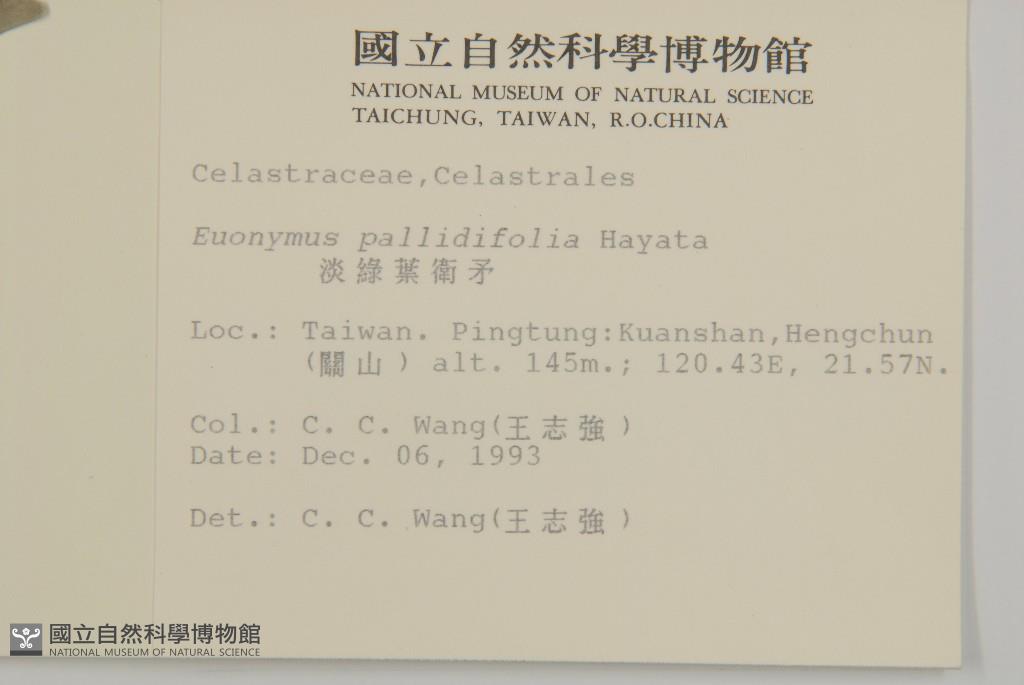 國立自然科學博物館
NATIONAL MUSEUM OF NATURAL SCIENCE
TAICHUNG, TAIWAN, R.O.CHINA
Celastraceae,Celastrales
Euonymus pallidifolia Hayata
淡綠葉衛矛
Loc.: Taiwan. Pingtung:Kuanshan,Hengchun
(關山) alt. 145m.; 120.43E, 21.57N.
Col.: C. C. Wang(王志強)
Date: Dec. 06, 1993
Det.: C. C. Wang(王志強)
國立自然科學博物館
NATIONAL MUSEUM OF NATURAL SCIENCE